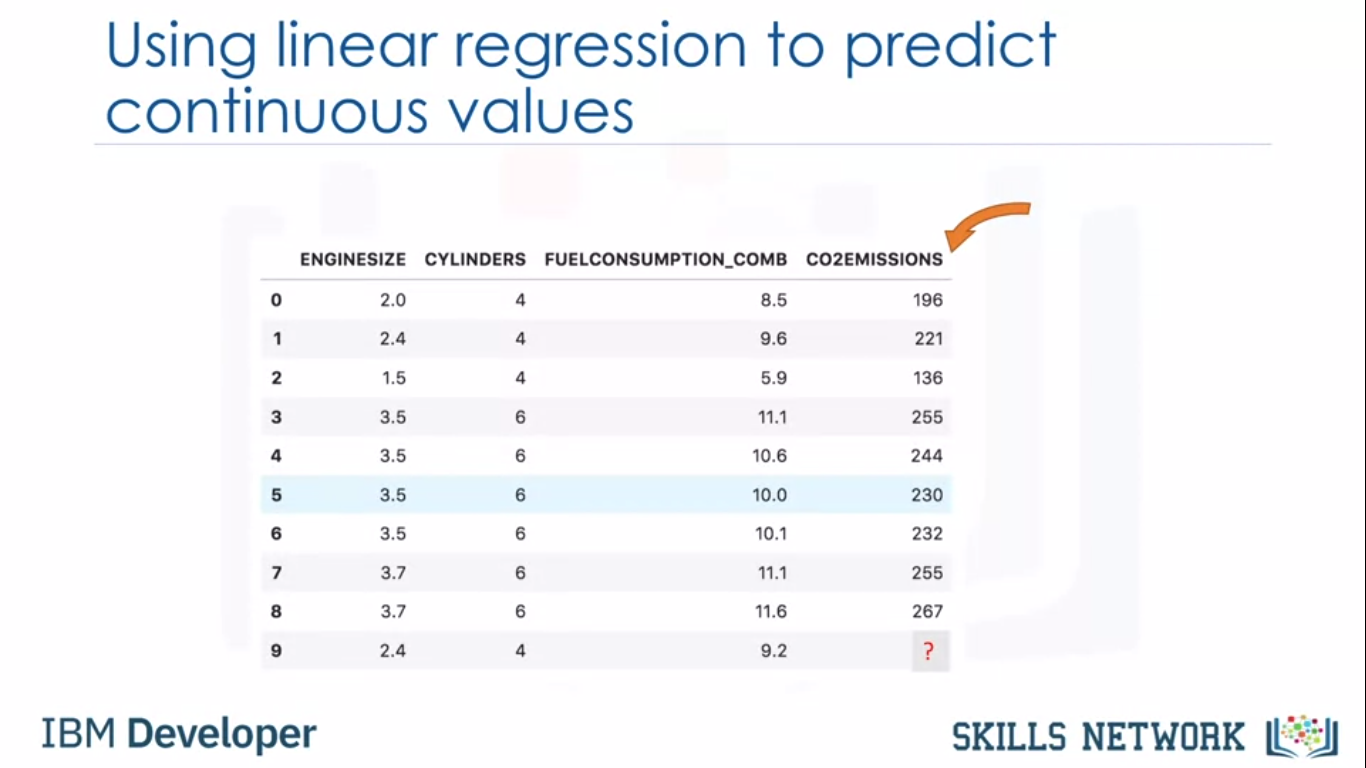 Using linear regression to predict
continuous values
ENGINESIZE CYLINDERS FUELCONSUMPTION_COMB CO2EMISSIONS
0 2.0 4 8.5 196
1 2.4 4 9.6 221
2 1.5 4 5.9 136
3 3.5 6 11.1 255
4 3.5 6 10.6 244
5 3.5 6 10.0 230
6 3.5 6 10.1 232
7 3.7 6 11.1 255
8 3.7 6 11.6 267
9 2.4 4 9.2 ?
IBM Developer
SKILLS NETWORK